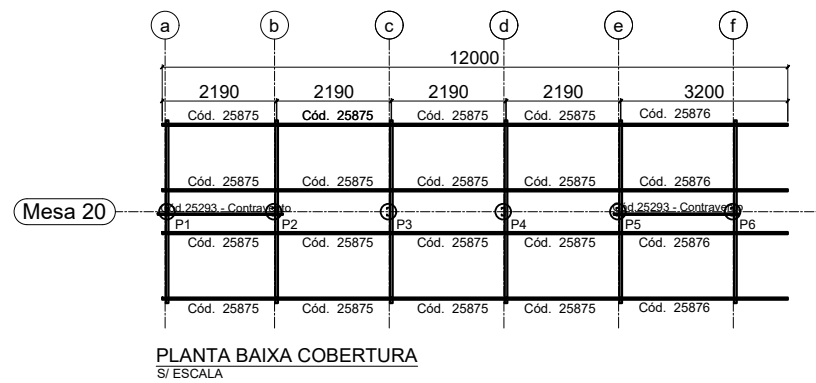 a b c d e f
12000
2190 2190 2190 2190 3200
Cód. 25875 Cód. 25875 Cód. 25875 Cód. 25875 Cód. 25876
Cód. 25875 Cód. 25875 Cód. 25875 Cód. 25875 Cód. 25876
Mesa 20
Cód.25293 - Contravento Cód.25293 - Contravento
P1 P2 P3 P4 P5 P6
Cód. 25875 Cód. 25875 Cód. 25875 Cód. 25875 Cód. 25876
Cód. 25875 Cód. 25875 Cód. 25875 Cód. 25875 Cód. 25876
PLANTA BAIXA COBERTURA
S/ ESCALA